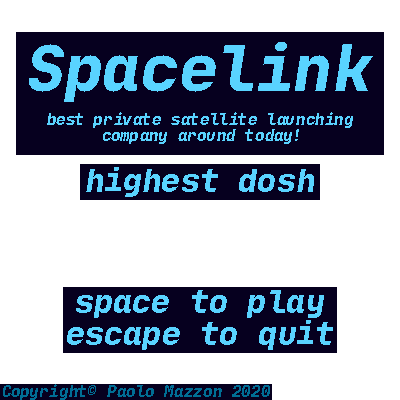 Spacelink
best private satellite launching
company around today!
highest dosh
space to play
escape to quit
Copyright© Paolo Mazzon 2020